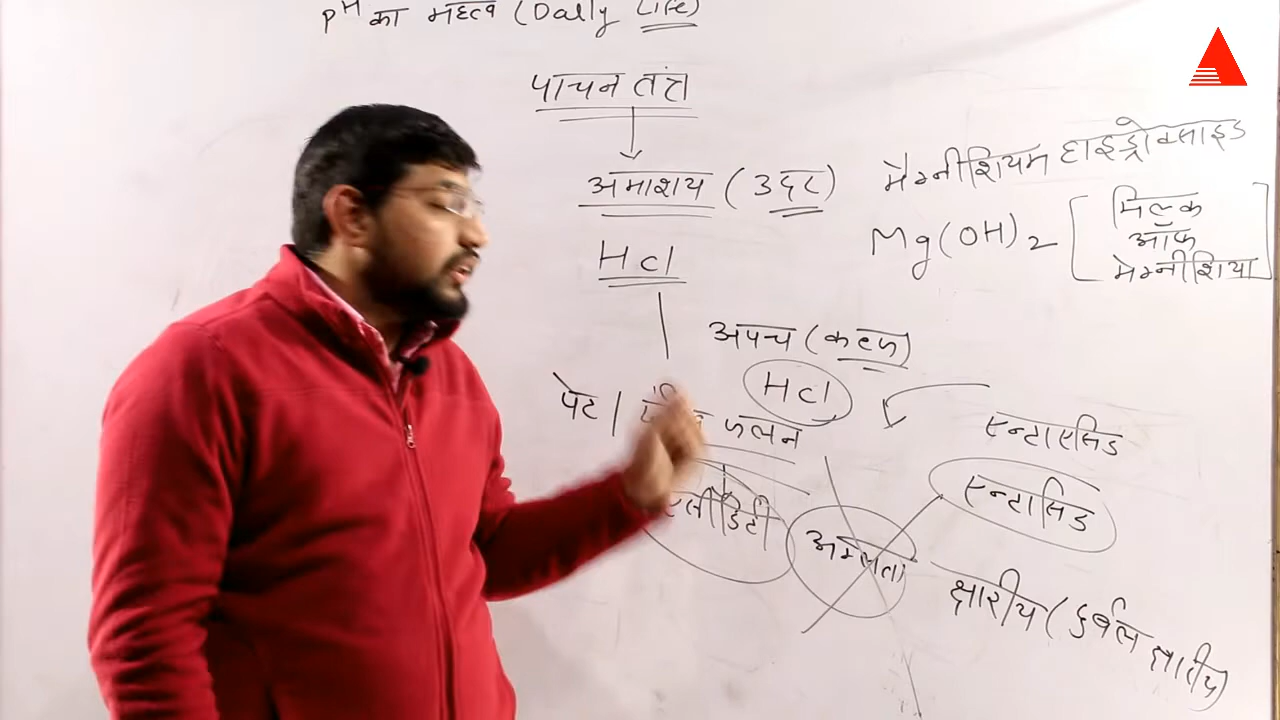 pH का महत्व (Daily Life)
पाचन तंत्र
अमाशय (उदर)
HCl
मैग्नीशियम हाइड्रोक्साइड
Mg(OH)2 [मिल्क
ऑफ
मैग्नीशिया]
अपच (कब्ज)
HCl
पेट | जलन
एसीडिटी
अम्लता
एन्टाएसिड
एन्टासिड
क्षारीय (दुर्बल क्षारीय)